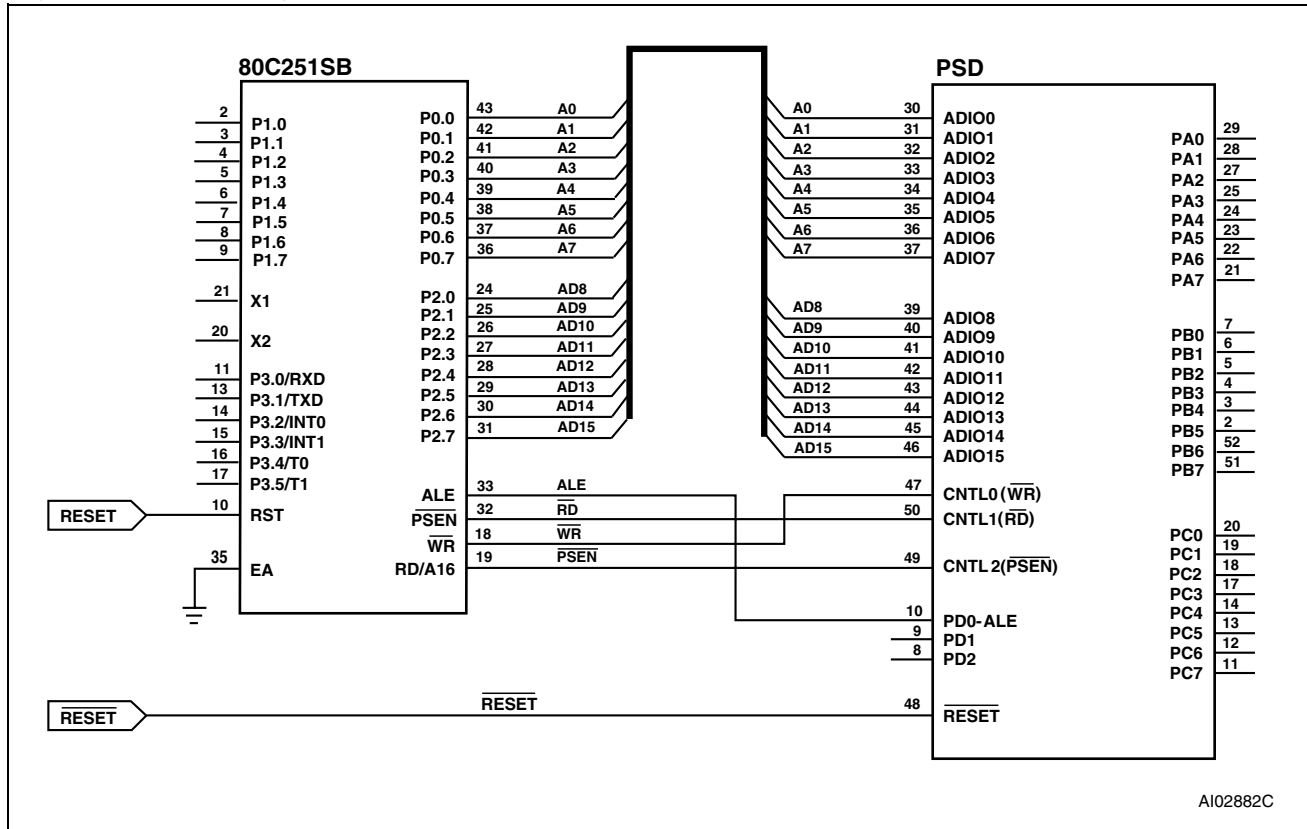 80C251SB
2 P1.0
3 P1.1
4 P1.2
5 P1.3
6 P1.4
7 P1.5
8 P1.6
9 P1.7
21 X1
20 X2
11 P3.0/RXD
13 P3.1/TXD
14 P3.2/INT0
15 P3.3/INT1
16 P3.4/T0
17 P3.5/T1
RESET 10 RST
35 EA
P0.0 43 A0
P0.1 42 A1
P0.2 41 A2
P0.3 40 A3
P0.4 39 A4
P0.5 38 A5
P0.6 37 A6
P0.7 36 A7
P2.0 24 AD8
P2.1 25 AD9
P2.2 26 AD10
P2.3 27 AD11
P2.4 28 AD12
P2.5 29 AD13
P2.6 30 AD14
P2.7 31 AD15
ALE 33 ALE
PSEN 32 RD
WR 18 WR
RD/A16 19 PSEN
PSD
A0 30 ADIO0
A1 31 ADIO1
A2 32 ADIO2
A3 33 ADIO3
A4 34 ADIO4
A5 35 ADIO5
A6 36 ADIO6
A7 37 ADIO7
AD8 39 ADIO8
AD9 40 ADIO9
AD10 41 ADIO10
AD11 42 ADIO11
AD12 43 ADIO12
AD13 44 ADIO13
AD14 45 ADIO14
AD15 46 ADIO15
47 CNTL0 (WR)
50 CNTL1(RD)
49 CNTL 2(PSEN)
10 PD0-ALE
9 PD1
8 PD2
RESET RESET 48 RESET
PA0 29
PA1 28
PA2 27
PA3 25
PA4 24
PA5 23
PA6 22
PA7 21
PB0 7
PB1 6
PB2 5
PB3 4
PB4 3
PB5 2
PB6 52
PB7 51
PC0 20
PC1 19
PC2 18
PC3 17
PC4 14
PC5 13
PC6 12
PC7 11
AI02882C